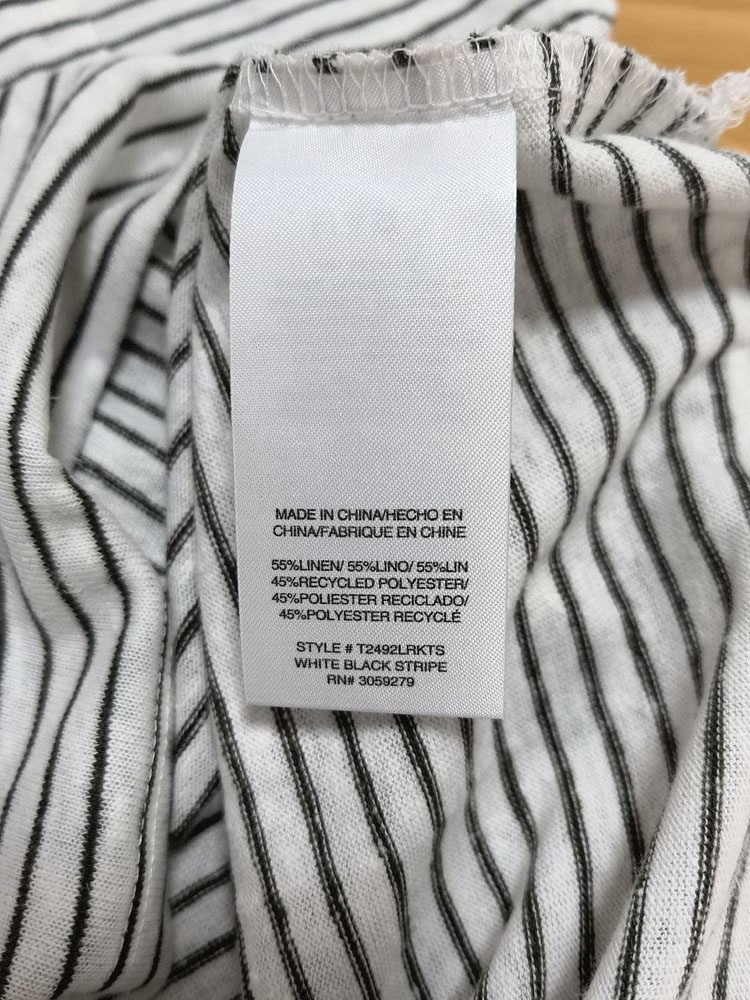 MADE IN CHINA/HECHO EN
CHINA/FABRIQUE EN CHINE
55%LINEN/ 55%LINO/ 55%LIN
45%RECYCLED POLYESTER/
45%POLIESTER RECICLADO/
45%POLYESTER RECYCLÉ
STYLE # T2492LRKTS
WHITE BLACK STRIPE
RN# 3059279